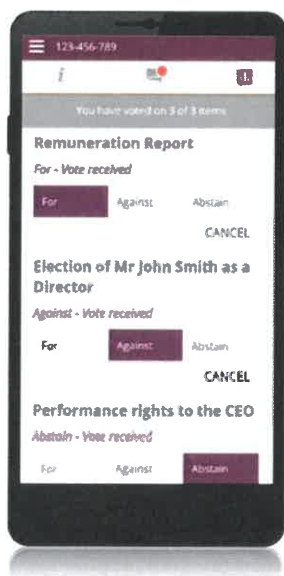 123-456-789
i
You have voted on 3 of 3 items
Remuneration Report
For - Vote received
For Against Abstain
CANCEL
Election of Mr John Smith as a
Director
Against - Vote received
For Against Abstain
CANCEL
Performance rights to the CEO
Abstain - Vote received
For Against Abstain